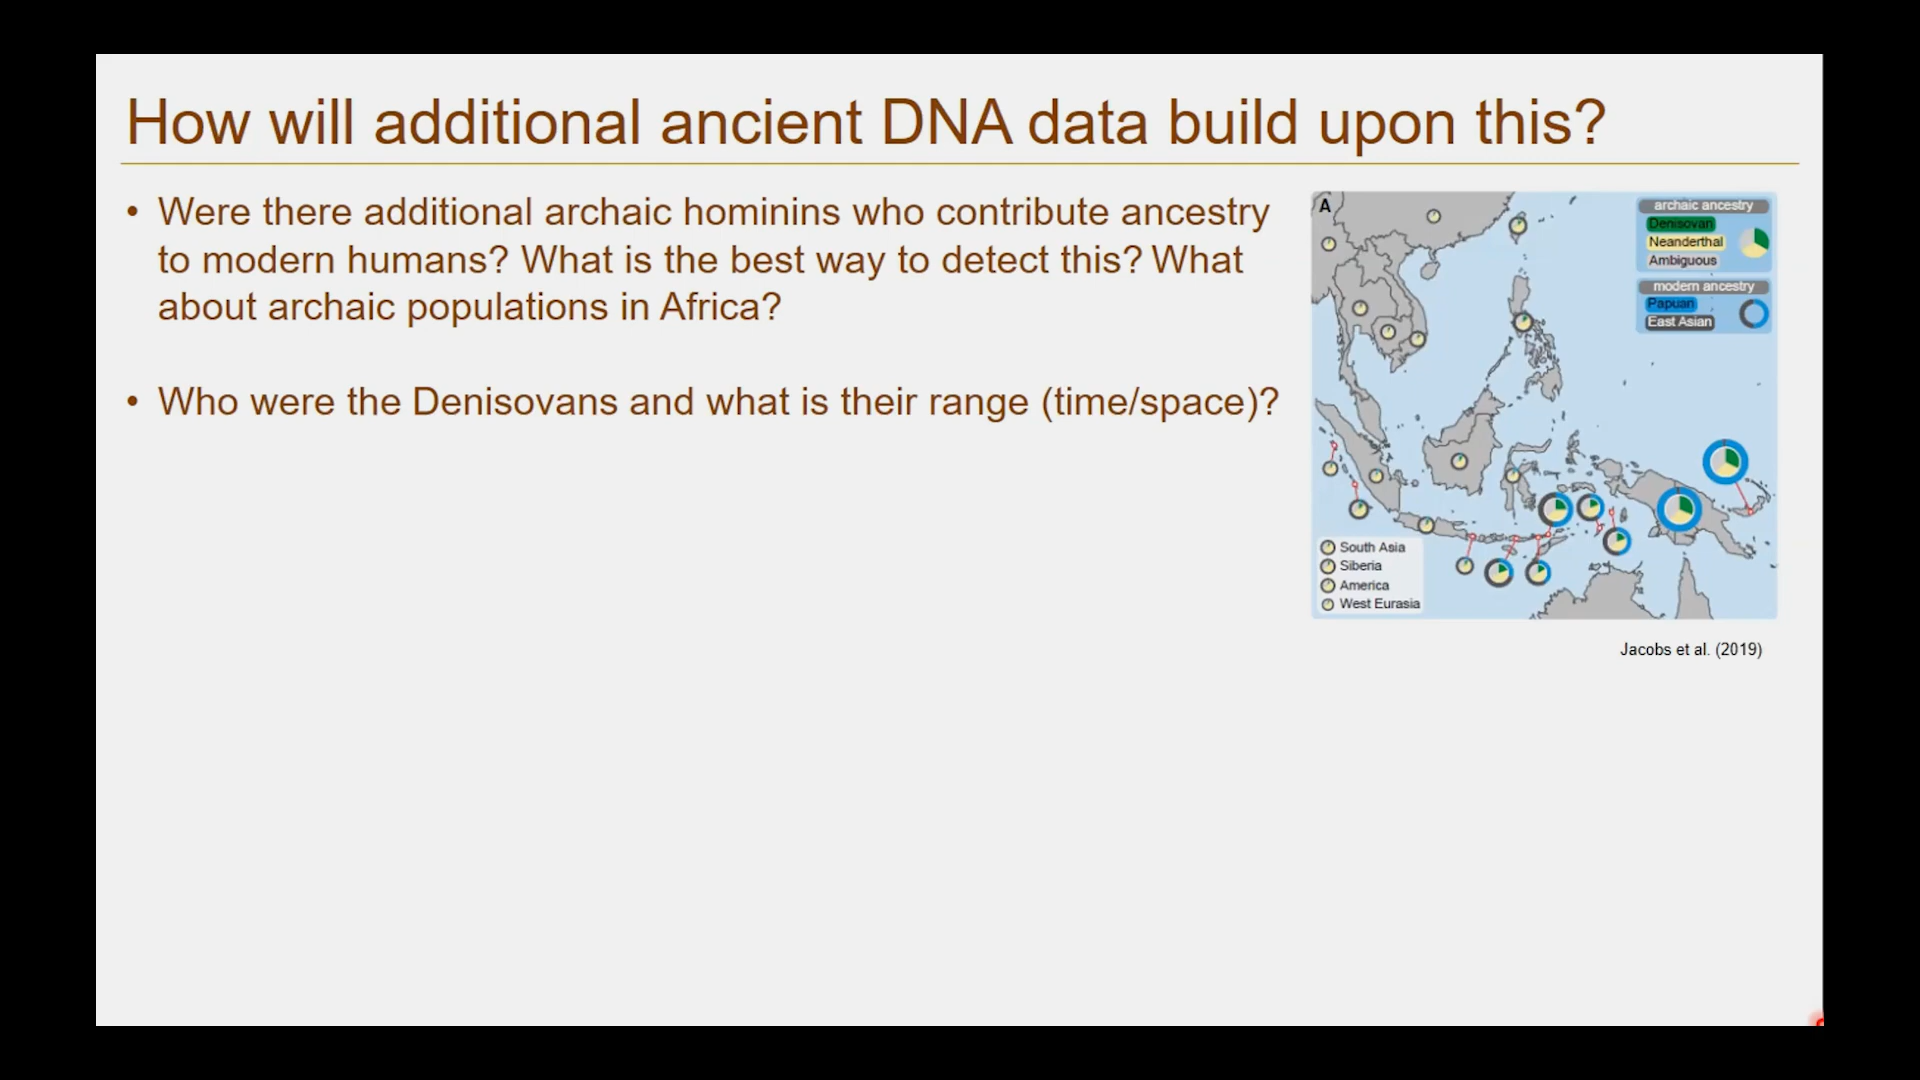 How will additional ancient DNA data build upon this?
• Were there additional archaic hominins who contribute ancestry
to modern humans? What is the best way to detect this? What
about archaic populations in Africa?
• Who were the Denisovans and what is their range (time/space)?
A
archaic ancestry
Denisovan
Neanderthal
Ambiguous
modern ancestry
Papuan
East Asian
South Asia
Siberia
America
West Eurasia
Jacobs et al. (2019)